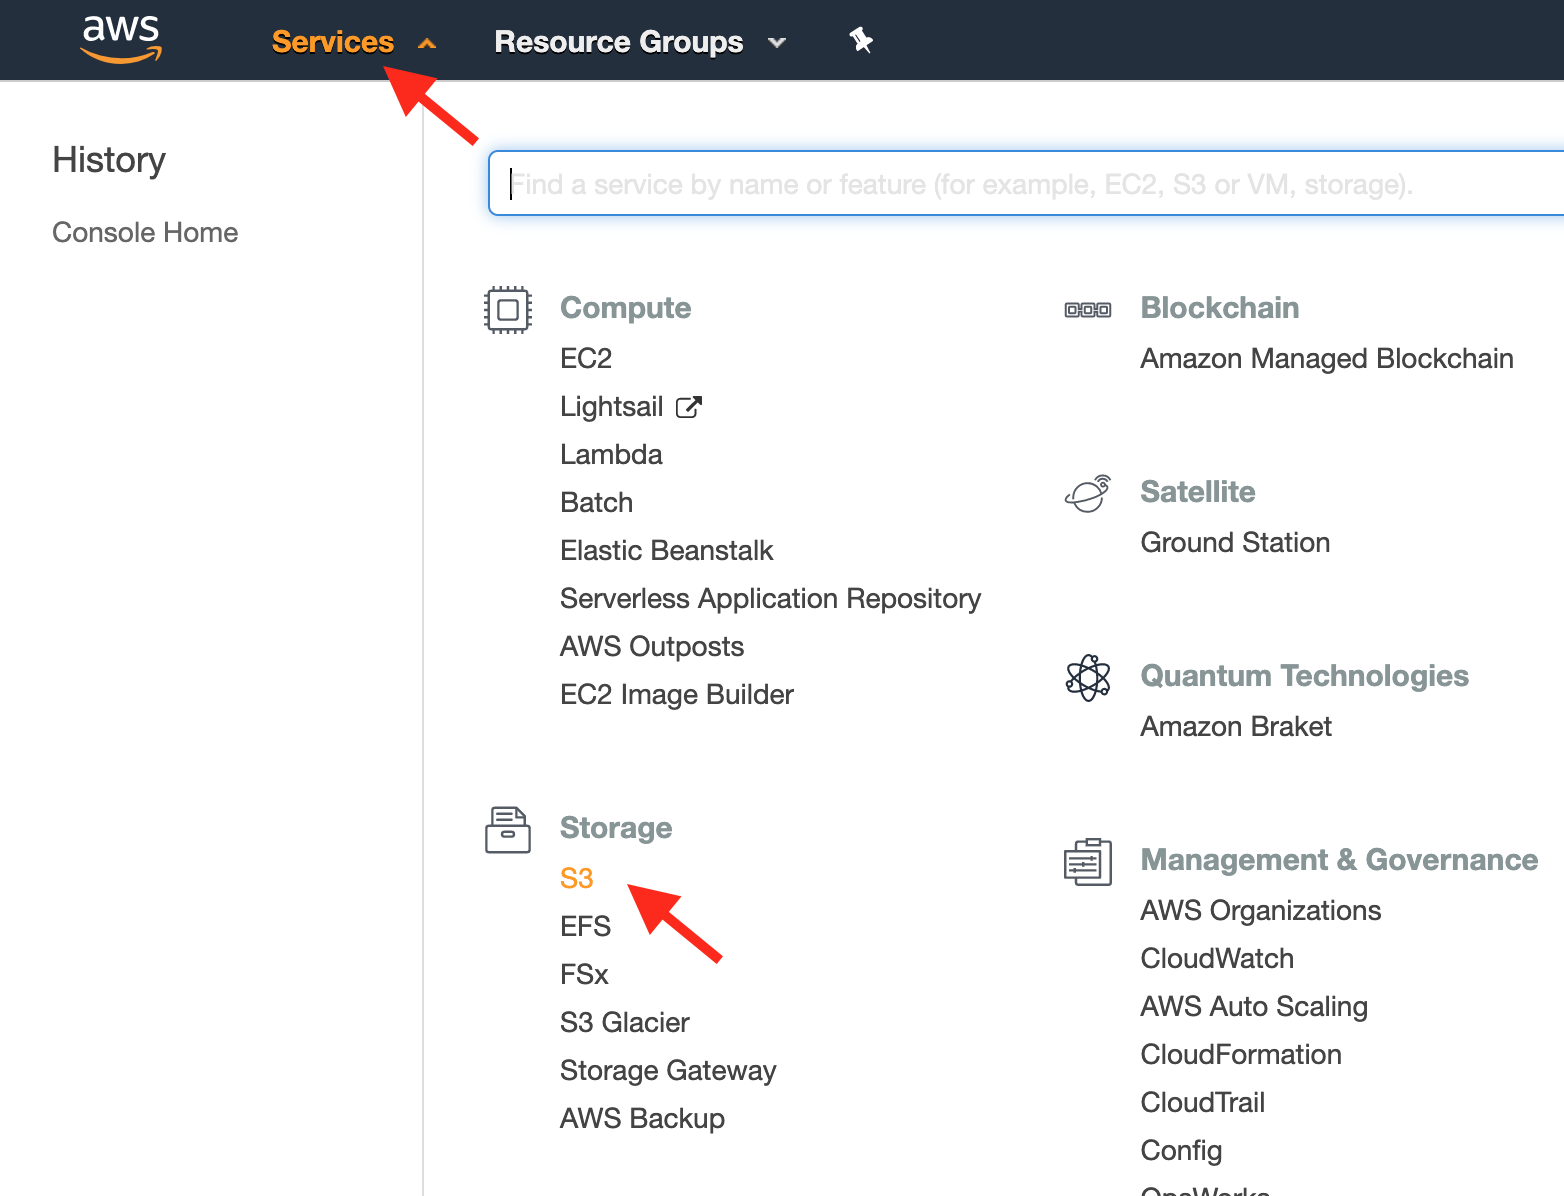 aws
Services
Resource Groups
History
Console Home
Find a service by name or feature (for example, EC2, S3 or VM, storage).
Compute
EC2
Lightsail
Lambda
Batch
Elastic Beanstalk
Serverless Application Repository
AWS Outposts
EC2 Image Builder
Storage
S3
EFS
FSx
S3 Glacier
Storage Gateway
AWS Backup
Blockchain
Amazon Managed Blockchain
Satellite
Ground Station
Quantum Technologies
Amazon Braket
Management & Governance
AWS Organizations
CloudWatch
AWS Auto Scaling
CloudFormation
CloudTrail
Config
OpsWorks